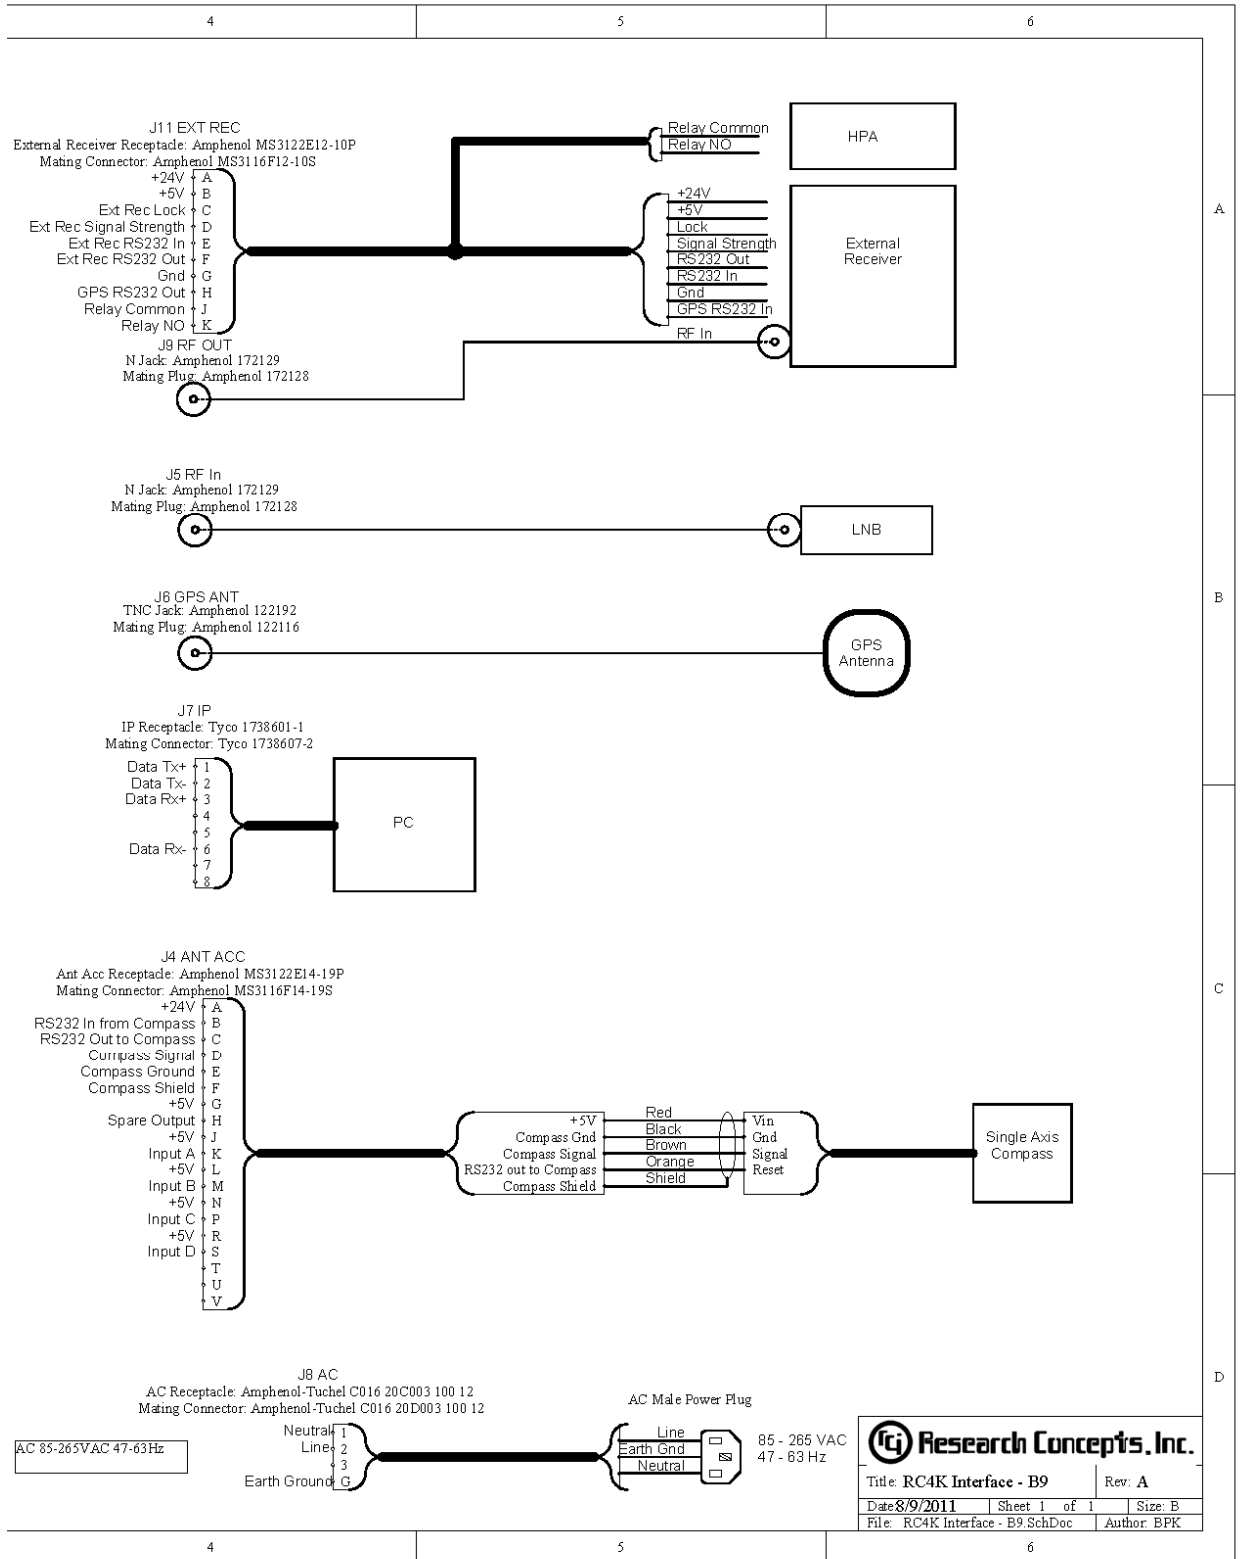 4 5 6
J11 EXT REC
External Receiver Receptacle: Amphenol MS3122E12-10P
Mating Connector: Amphenol MS3116F12-10S
+24V A
+5V B
Ext Rec Lock C
Ext Rec Signal Strength D
Ext Rec RS232 In E
Ext Rec RS232 Out F
Gnd G
GPS RS232 Out H
Relay Common J
Relay NO K
Relay Common
Relay NO
HPA
+24V
+5V
Lock
Signal Strength
RS232 Out
RS232 In
Gnd
GPS RS232 In
RF In
External
Receiver
A
J9 RF OUT
N Jack: Amphenol 172129
Mating Plug: Amphenol 172128
J5 RF In
N Jack: Amphenol 172129
Mating Plug: Amphenol 172128
LNB
J6 GPS ANT
TNC Jack: Amphenol 122192
Mating Plug: Amphenol 122116
GPS
Antenna
B
J7 IP
IP Receptacle: Tyco 1738601-1
Mating Connector: Tyco 1738607-2
Data Tx+ 1
Data Tx- 2
Data Rx+ 3
4
5
Data Rx- 6
7
8
PC
J4 ANT ACC
Ant Acc Receptacle: Amphenol MS3122E14-19P
Mating Connector: Amphenol MS3116F14-19S
+24V A
RS232 In from Compass B
RS232 Out to Compass C
Compass Signal D
Compass Ground E
Compass Shield F
+5V G
Spare Output H
+5V J
Input A K
+5V L
Input B M
+5V N
Input C P
+5V R
Input D S
T
U
V
C
+5V Red Vin
Compass Gnd Black Gnd
Compass Signal Brown Signal
RS232 out to Compass Orange Reset
Compass Shield Shield
Single Axis
Compass
J8 AC
AC Receptacle: Amphenol-Tuchel C016 20C003 100 12
Mating Connector: Amphenol-Tuchel C016 20D003 100 12
Neutral 1
Line 2
3
Earth Ground G
AC 85-265VAC 47-63Hz
AC Male Power Plug
Line
Earth Gnd
Neutral
85 - 265 VAC
47 - 63 Hz
D
rci Research Concepts, Inc.
Title: RC4K Interface - B9 Rev: A
Date: 8/9/2011 Sheet 1 of 1 Size: B
File: RC4K Interface - B9.SchDoc Author: BPK
4 5 6